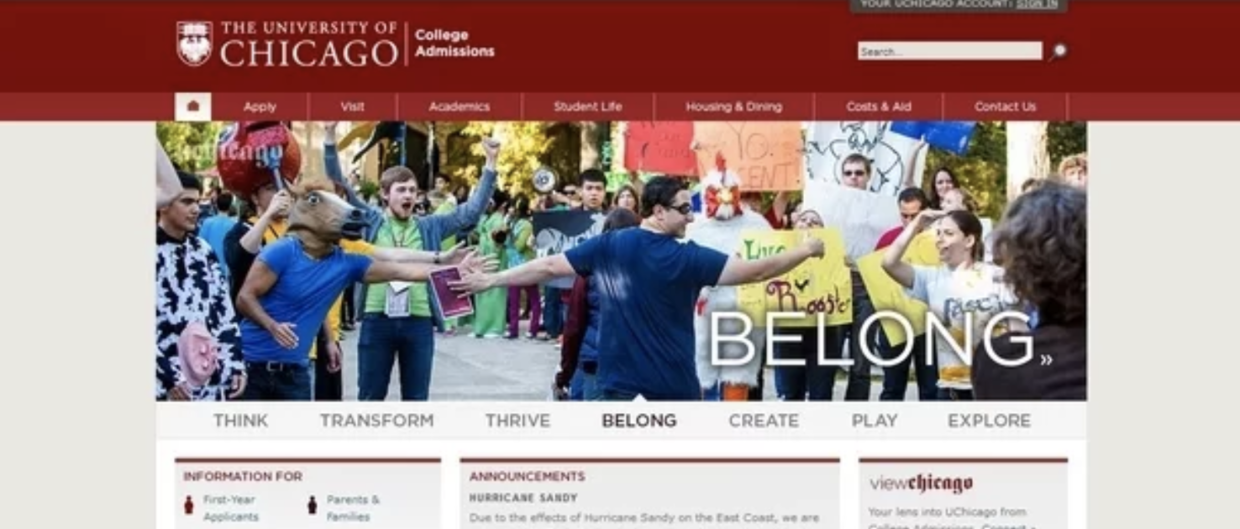 YOUR UCHICAGO ACCOUNT: SIGN IN
THE UNIVERSITY OF
CHICAGO
College
Admissions
Search...
Apply
Visit
Academics
Student Life
Housing & Dining
Costs & Aid
Contact Us
chicago
YO
Rooster
BELONG»
THINK
TRANSFORM
THRIVE
BELONG
CREATE
PLAY
EXPLORE
INFORMATION FOR
First-Year
Applicants
Parents &
Families
ANNOUNCEMENTS
HURRICANE SANDY
Due to the effects of Hurricane Sandy on the East Coast, we are
viewchicago
Your lens into UChicago from
College Admissions. Connect »